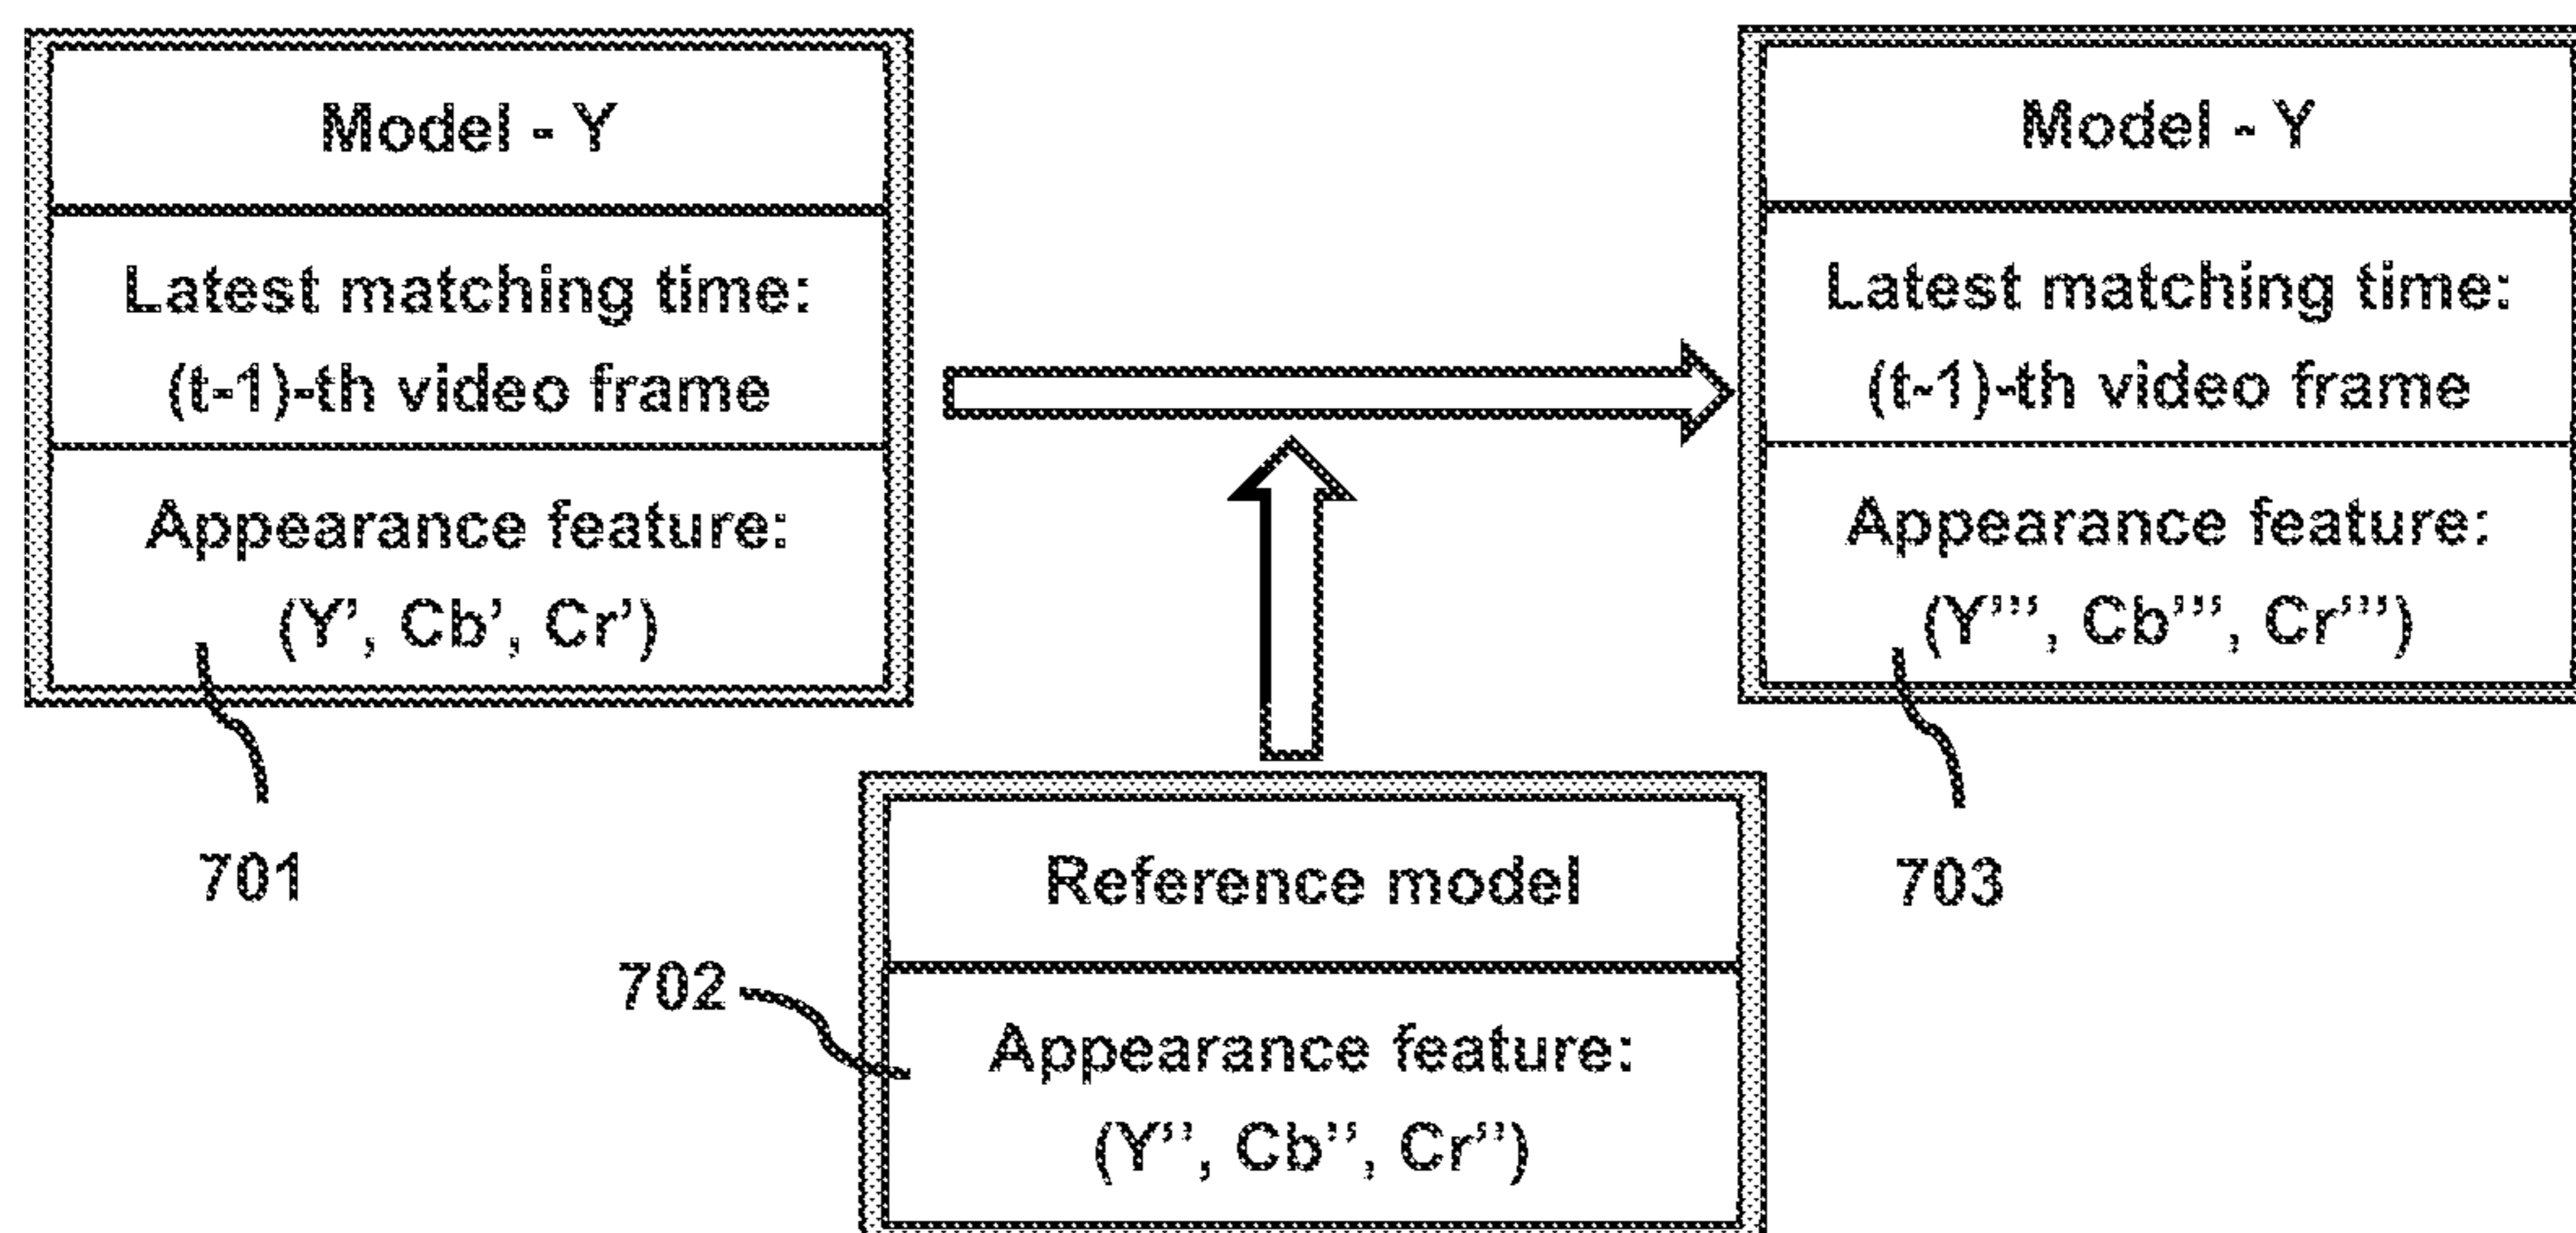 Model - Y
Latest matching time:
(t-1)-th video frame
Appearance feature:
(Y’, Cb’, Cr’)
701
Model - Y
Latest matching time:
(t-1)-th video frame
Appearance feature:
(Y’’’, Cb’’’, Cr’’’)
703
Reference model
702
Appearance feature:
(Y’’, Cb’’, Cr’’)